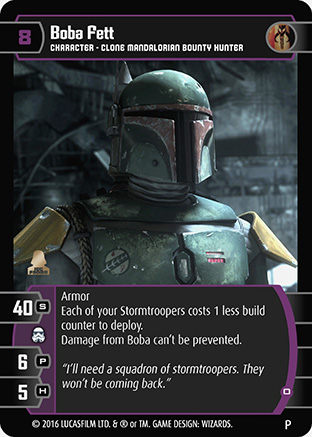 8 Boba Fett
CHARACTER - CLONE MANDALORIAN BOUNTY HUNTER
40 S
Armor
Each of your Stormtroopers costs 1 less build
counter to deploy.
Damage from Boba can't be prevented.
6 P
“I'll need a squadron of stormtroopers. They
won't be coming back.”
5 H
© 2016 LUCASFILM LTD. & ® or TM. GAME DESIGN: WIZARDS.
P